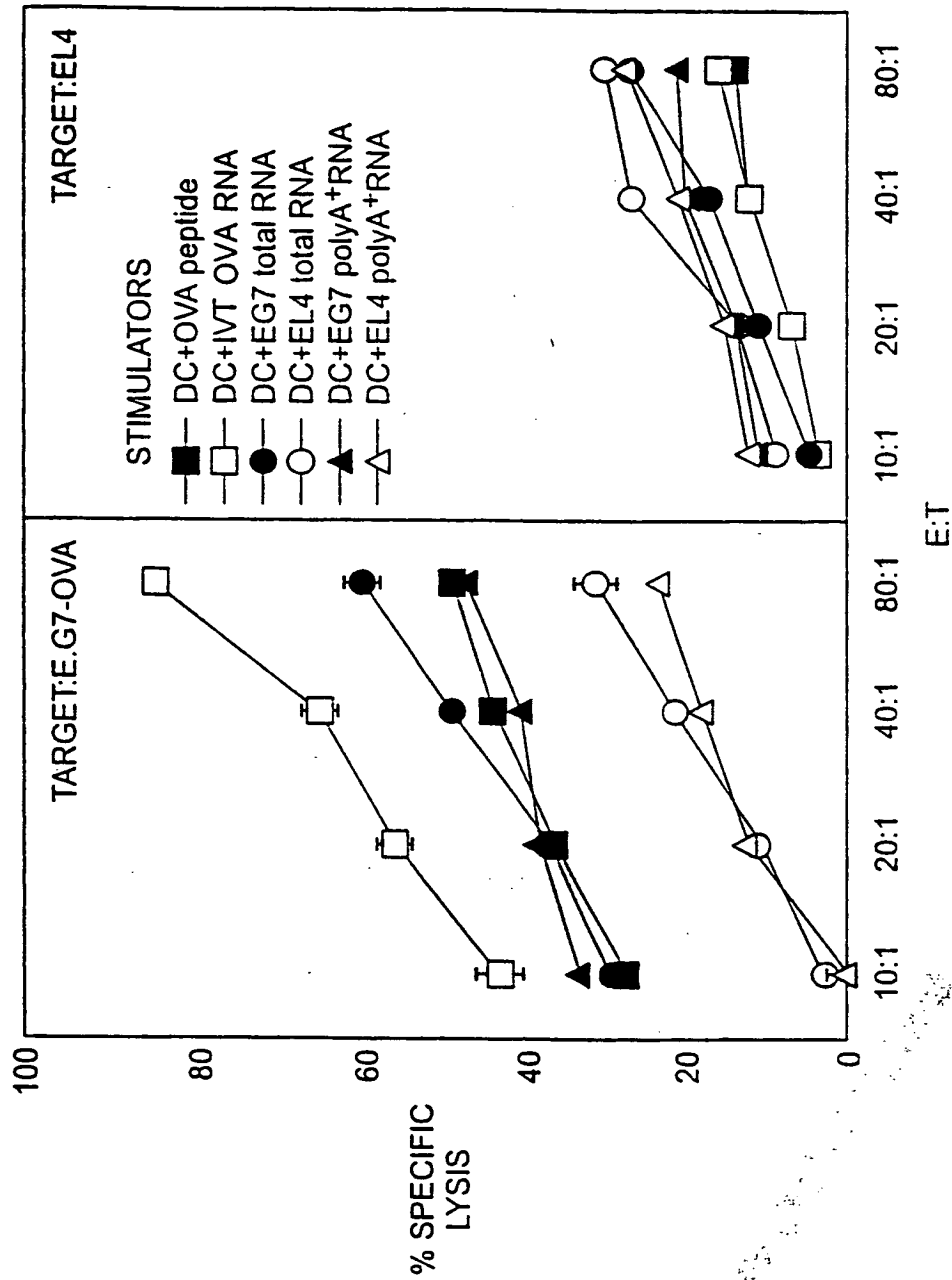 TARGET:E.G7-OVA
TARGET:EL4
STIMULATORS
DC+OVA peptide
DC+IVT OVA RNA
DC+EG7 total RNA
DC+EL4 total RNA
DC+EG7 polyA+RNA
DC+EL4 polyA+RNA
% SPECIFIC
LYSIS
100
80
60
40
20
0
10:1
20:1
40:1
80:1
10:1
20:1
40:1
80:1
E:T